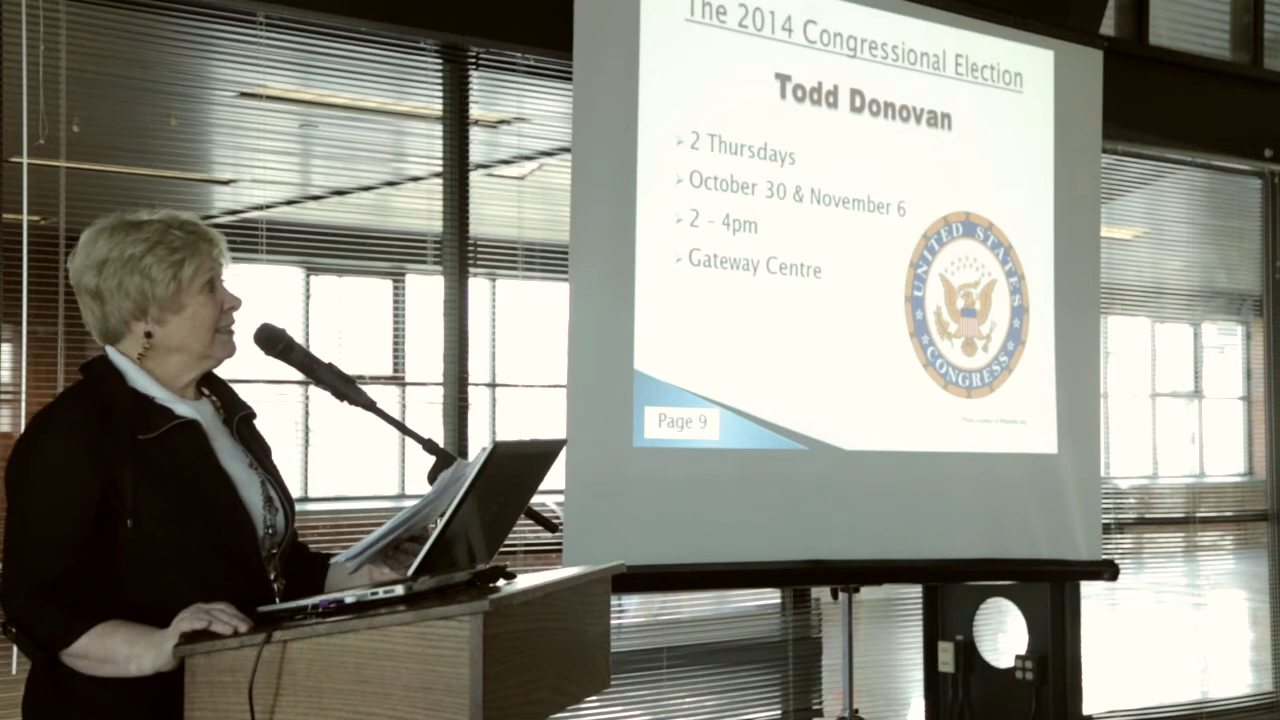 The 2014 Congressional Election
Todd Donovan
2 Thursdays
October 30 & November 6
2 - 4pm
Gateway Centre
UNITED STATES
CONGRESS
Page 9